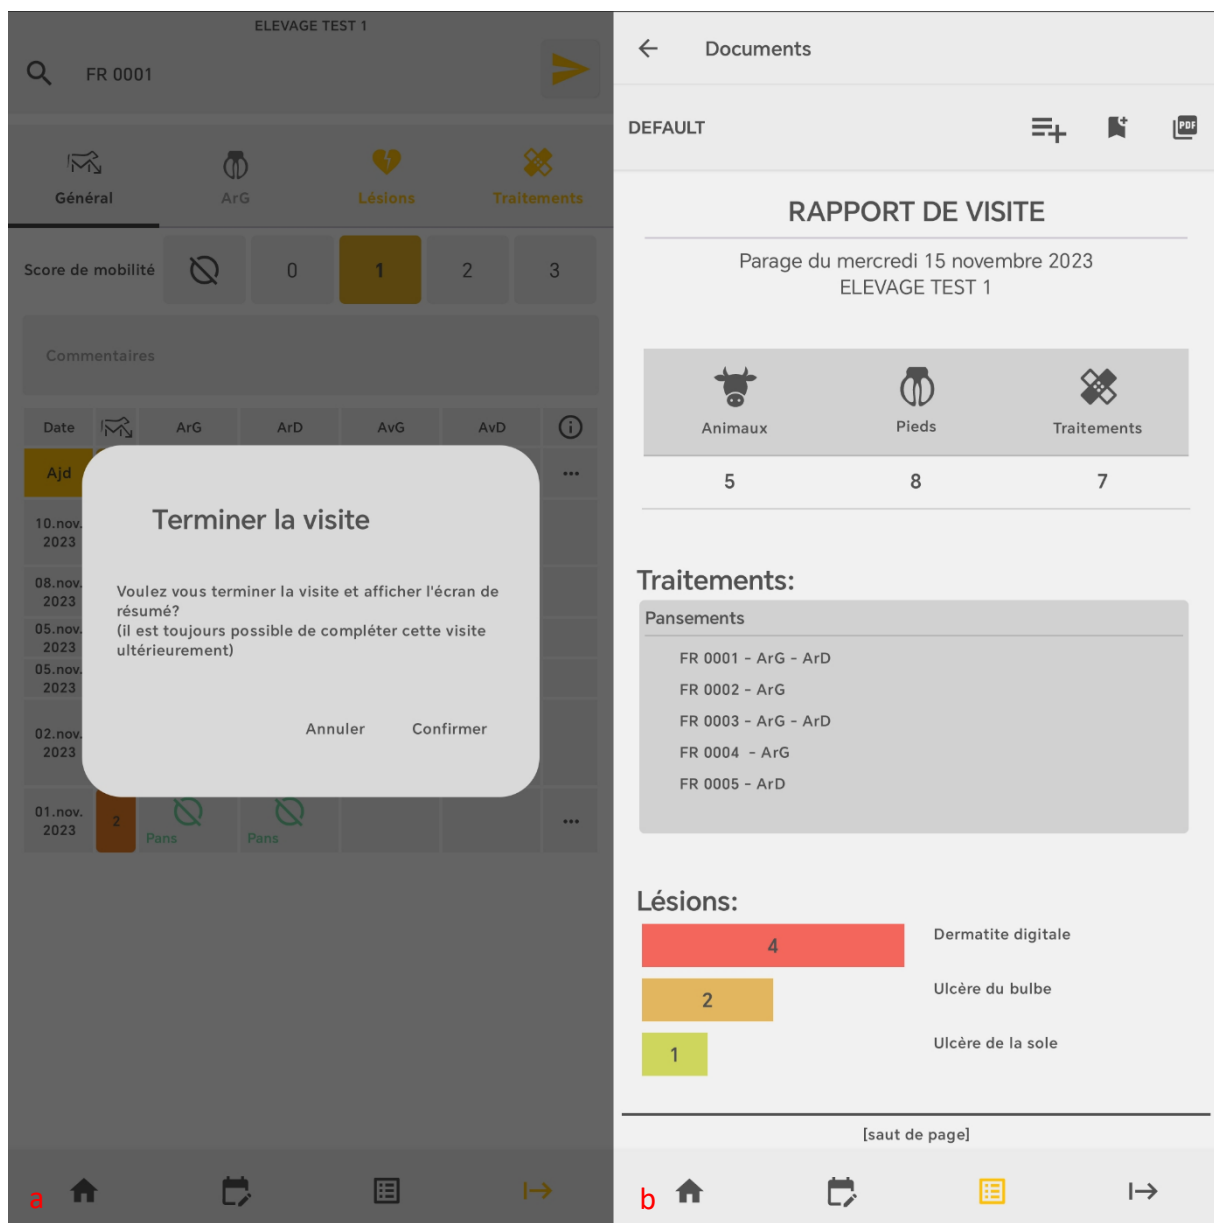 ELEVAGE TEST 1
FR 0001
Général
ArG
Lésions
Traitements
Score de mobilité
0
1
2
3
Commentaires
Date
ArG
ArD
AvG
AvD
Ajd
...
10.nov.
2023
08.nov.
2023
05.nov.
2023
05.nov.
2023
02.nov.
2023
01.nov.
2023
2
Pans
Pans
...
Terminer la visite
Voulez vous terminer la visite et afficher l'écran de
résumé?
(il est toujours possible de compléter cette visite
ultérieurement)
Annuler
Confirmer
a
Documents
DEFAULT
PDF
RAPPORT DE VISITE
Parage du mercredi 15 novembre 2023
ELEVAGE TEST 1
Animaux
Pieds
Traitements
5
8
7
Traitements:
Pansements
FR 0001 - ArG - ArD
FR 0002 - ArG
FR 0003 - ArG - ArD
FR 0004 - ArG
FR 0005 - ArD
Lésions:
4
Dermatite digitale
2
Ulcère du bulbe
1
Ulcère de la sole
[saut de page]
b